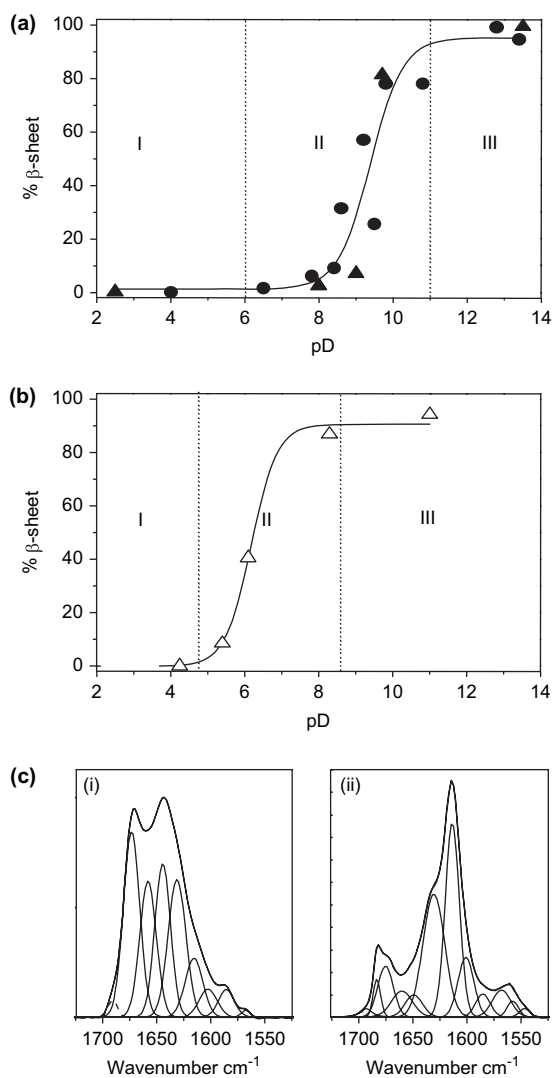 (a)
100
80
60
40
20
0
% β-sheet
I
II
III
2 4 6 8 10 12 14
pD
(b)
100
80
60
40
20
0
% β-sheet
I
II
III
2 4 6 8 10 12 14
pD
(c)
(i)
(ii)
1700 1650 1600 1550
1700 1650 1600 1550
Wavenumber cm-1
Wavenumber cm-1